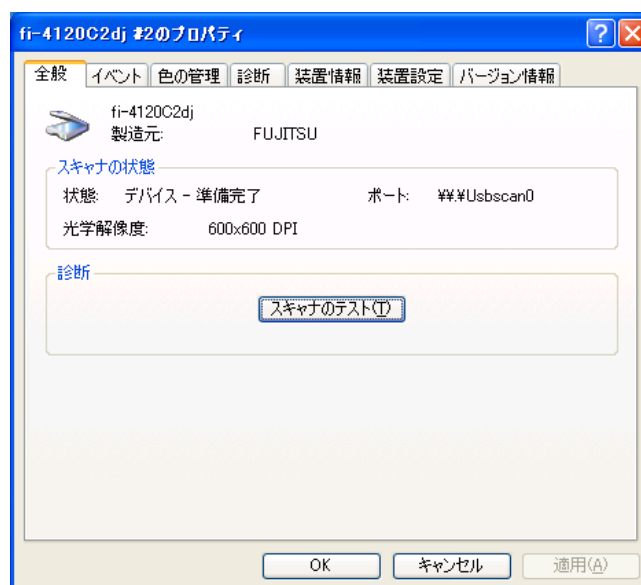 fi-4120C2dj #2のプロパティ
全般 イベント 色の管理 診断 装置情報 装置設定 バージョン情報
fi-4120C2dj
製造元: FUJITSU
スキャナの状態
状態: デバイス - 準備完了 ポート: ¥¥.¥Usbscan0
光学解像度: 600x600 DPI
診断
スキャナのテスト(T)
OK キャンセル 適用(A)